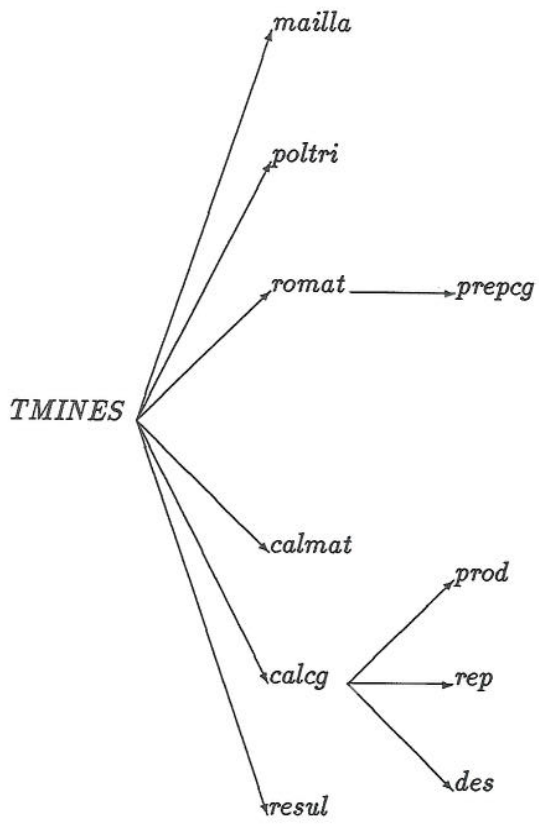 mailla
poltri
romat prepcg
TMINES
calmat
prod
calcg rep
des
resul